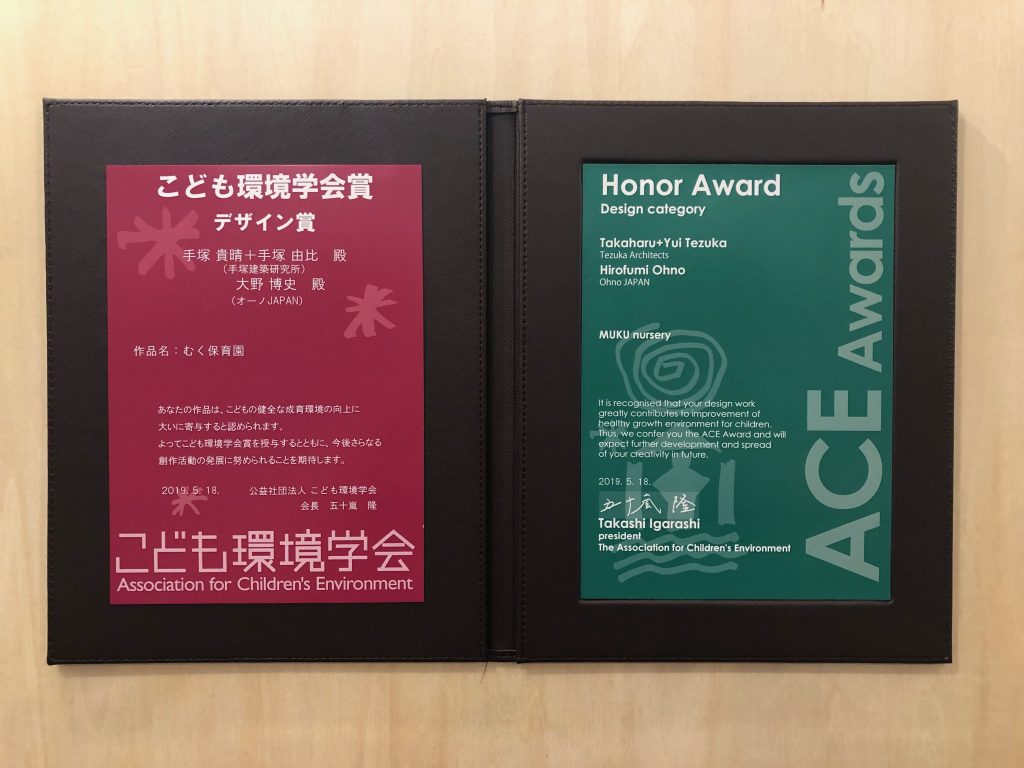 こども環境学会賞
デザイン賞
手塚 貴晴＋手塚 由比　殿
（手塚建築研究所）
大野 博史　殿
（オーノJAPAN）
作品名：むく保育園
あなたの作品は、こどもの健全な成育環境の向上に
大いに寄与すると認められます。
よってこども環境学会賞を授与するとともに、今後さらなる
創作活動の発展に努められることを期待します。
2019. 5. 18.　公益社団法人 こども環境学会
会長　五十嵐　隆
こども環境学会
Association for Children's Environment
Honor Award
Design category
Takaharu+Yui Tezuka
Tezuka Architects
Hirofumi Ohno
Ohno JAPAN
MUKU nursery
It is recognised that your design work
greatly contributes to improvement of
healthy growth environment for children.
Thus, we confer you the ACE Award and will
expect further development and spread
of your creativity in future.
2019. 5. 18.
五十嵐 隆
Takashi Igarashi
president
The Association for Children's Environment
ACE Awards